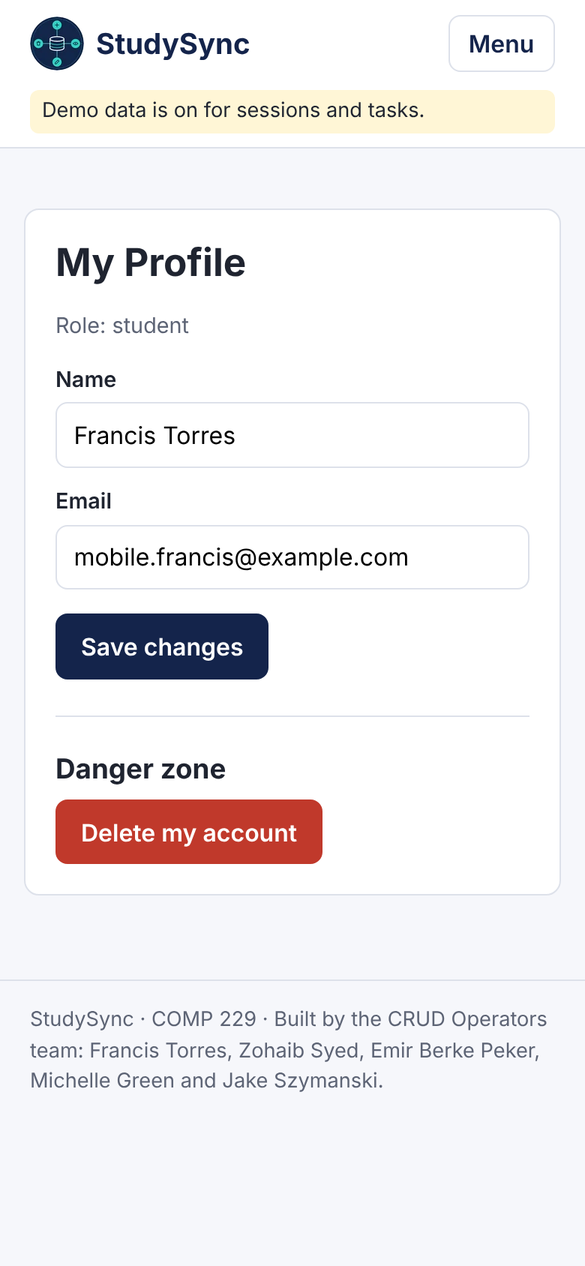 StudySync
Menu
Demo data is on for sessions and tasks.
My Profile
Role: student
Name
Francis Torres
Email
mobile.francis@example.com
Save changes
Danger zone
Delete my account
StudySync · COMP 229 · Built by the CRUD Operators
team: Francis Torres, Zohaib Syed, Emir Berke Peker,
Michelle Green and Jake Szymanski.